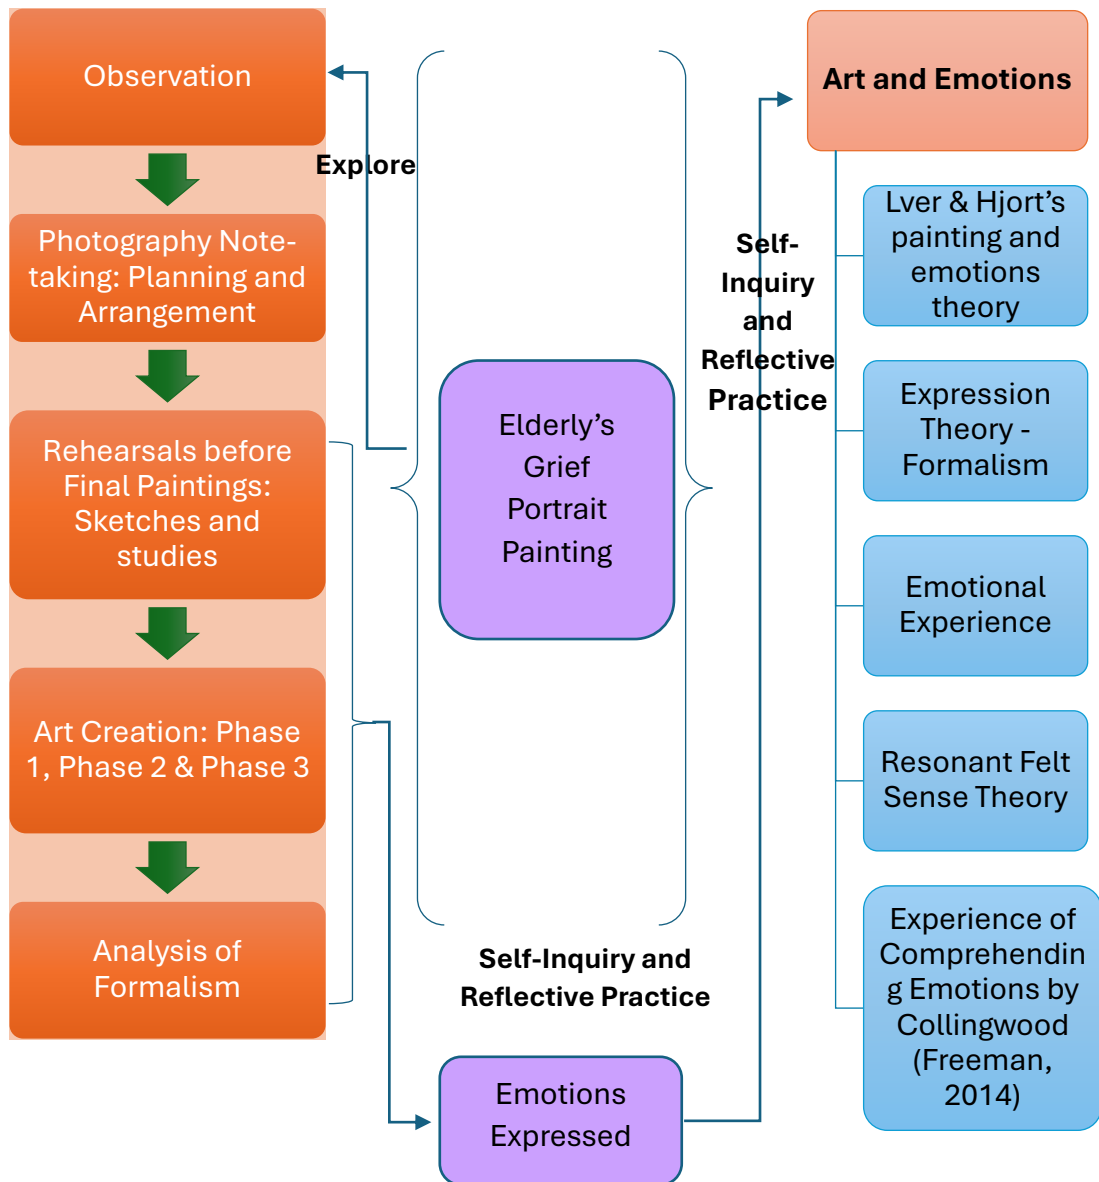 Observation
Explore
Photography Note-
taking: Planning and
Arrangement
Rehearsals before
Final Paintings:
Sketches and
studies
Art Creation: Phase
1, Phase 2 & Phase 3
Analysis of
Formalism
Elderly’s
Grief
Portrait
Painting
Self-Inquiry and
Reflective Practice
Emotions
Expressed
Self-
Inquiry
and
Reflective
Practice
Art and Emotions
Lver & Hjort’s
painting and
emotions
theory
Expression
Theory -
Formalism
Emotional
Experience
Resonant Felt
Sense Theory
Experience of
Comprehendin
g Emotions by
Collingwood
(Freeman,
2014)